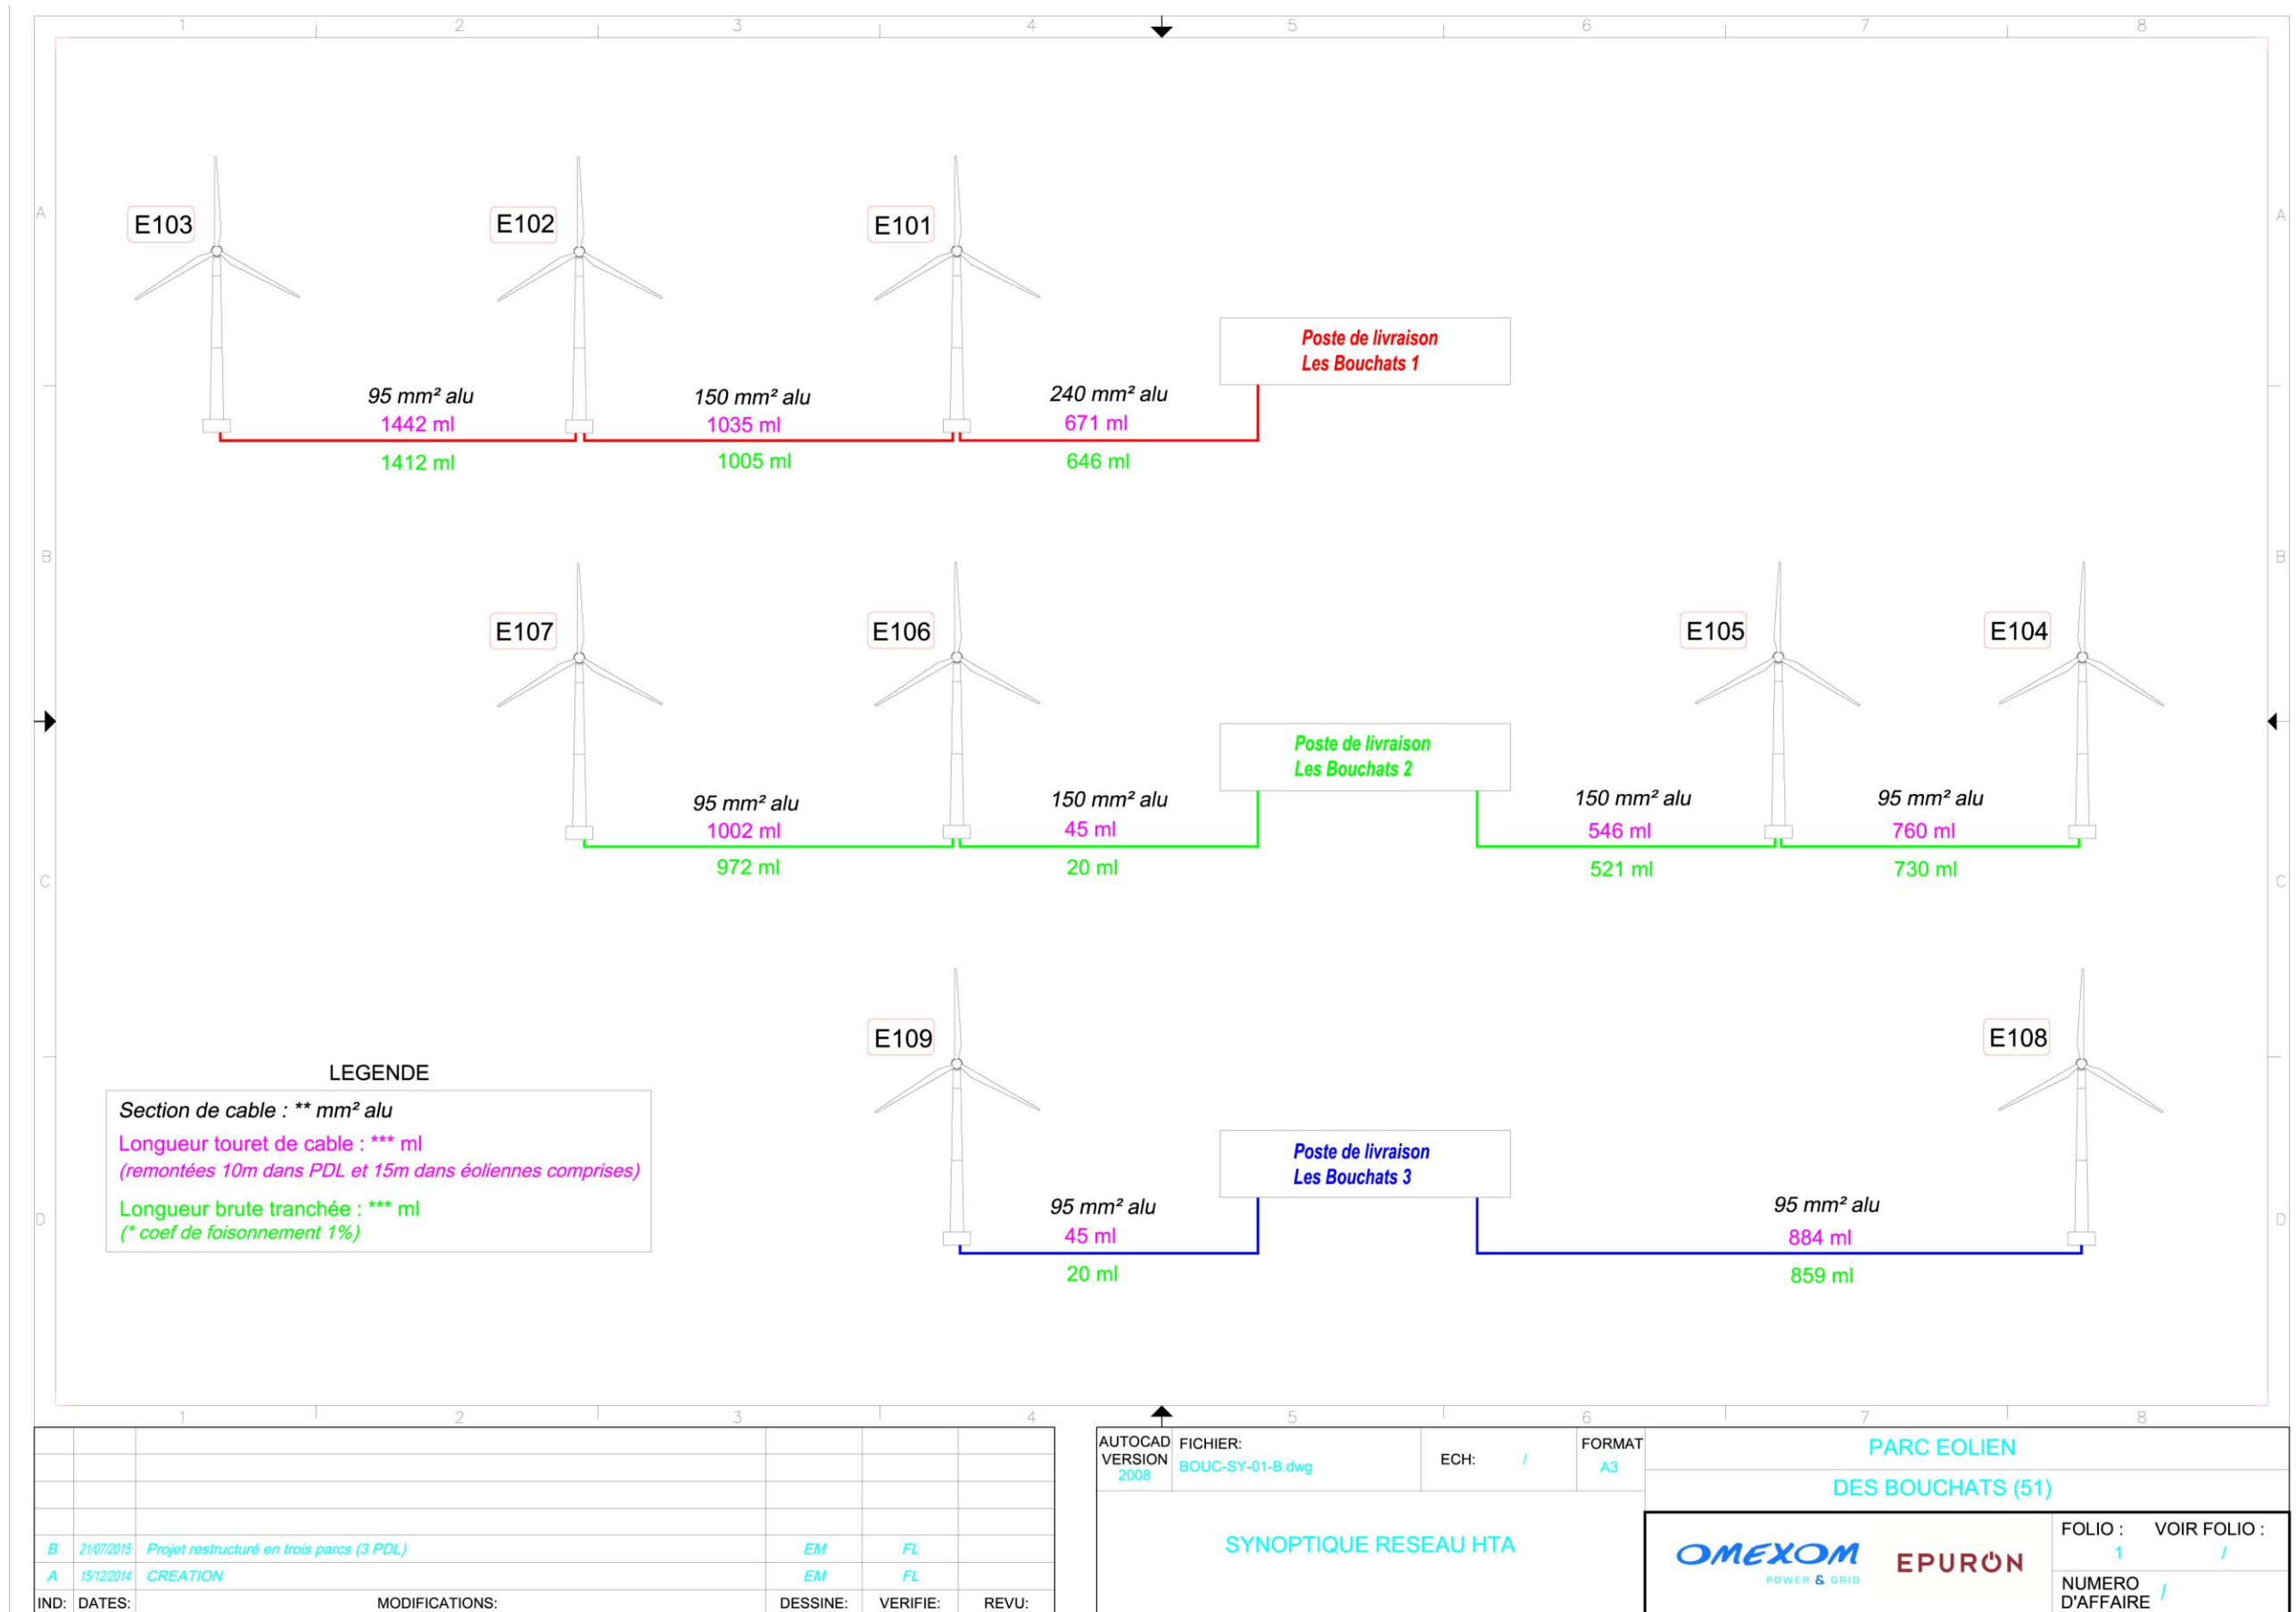 1 2 3 4 5 6 7 8
A A
E103 E102 E101
Poste de livraison
Les Bouchats 1
95 mm² alu 150 mm² alu 240 mm² alu
1442 ml 1035 ml 671 ml
1412 ml 1005 ml 646 ml
B B
E107 E106 E105 E104
Poste de livraison
Les Bouchats 2
95 mm² alu 150 mm² alu 150 mm² alu 95 mm² alu
1002 ml 45 ml 546 ml 760 ml
972 ml 20 ml 521 ml 730 ml
C C
E109 E108
Poste de livraison
Les Bouchats 3
95 mm² alu 95 mm² alu
45 ml 884 ml
20 ml 859 ml
LEGENDE
Section de cable : ** mm² alu
Longueur touret de cable : *** ml
(remontées 10m dans PDL et 15m dans éoliennes comprises)
Longueur brute tranchée : *** ml
(* coef de foisonnement 1%)
D D
1 2 3 4 5 6 7 8
B 21/07/2015 Projet restructuré en trois parcs (3 PDL) EM FL
A 15/12/2014 CREATION EM FL
IND: DATES: MODIFICATIONS: DESSINE: VERIFIE: REVU:
AUTOCAD
VERSION
2008
FICHIER:
BOUC-SY-01-B.dwg
ECH: /
FORMAT
A3
SYNOPTIQUE RESEAU HTA
PARC EOLIEN
DES BOUCHATS (51)
OMEXOM
POWER & GRID
EPURON
FOLIO : VOIR FOLIO :
1 /
NUMERO
D'AFFAIRE /